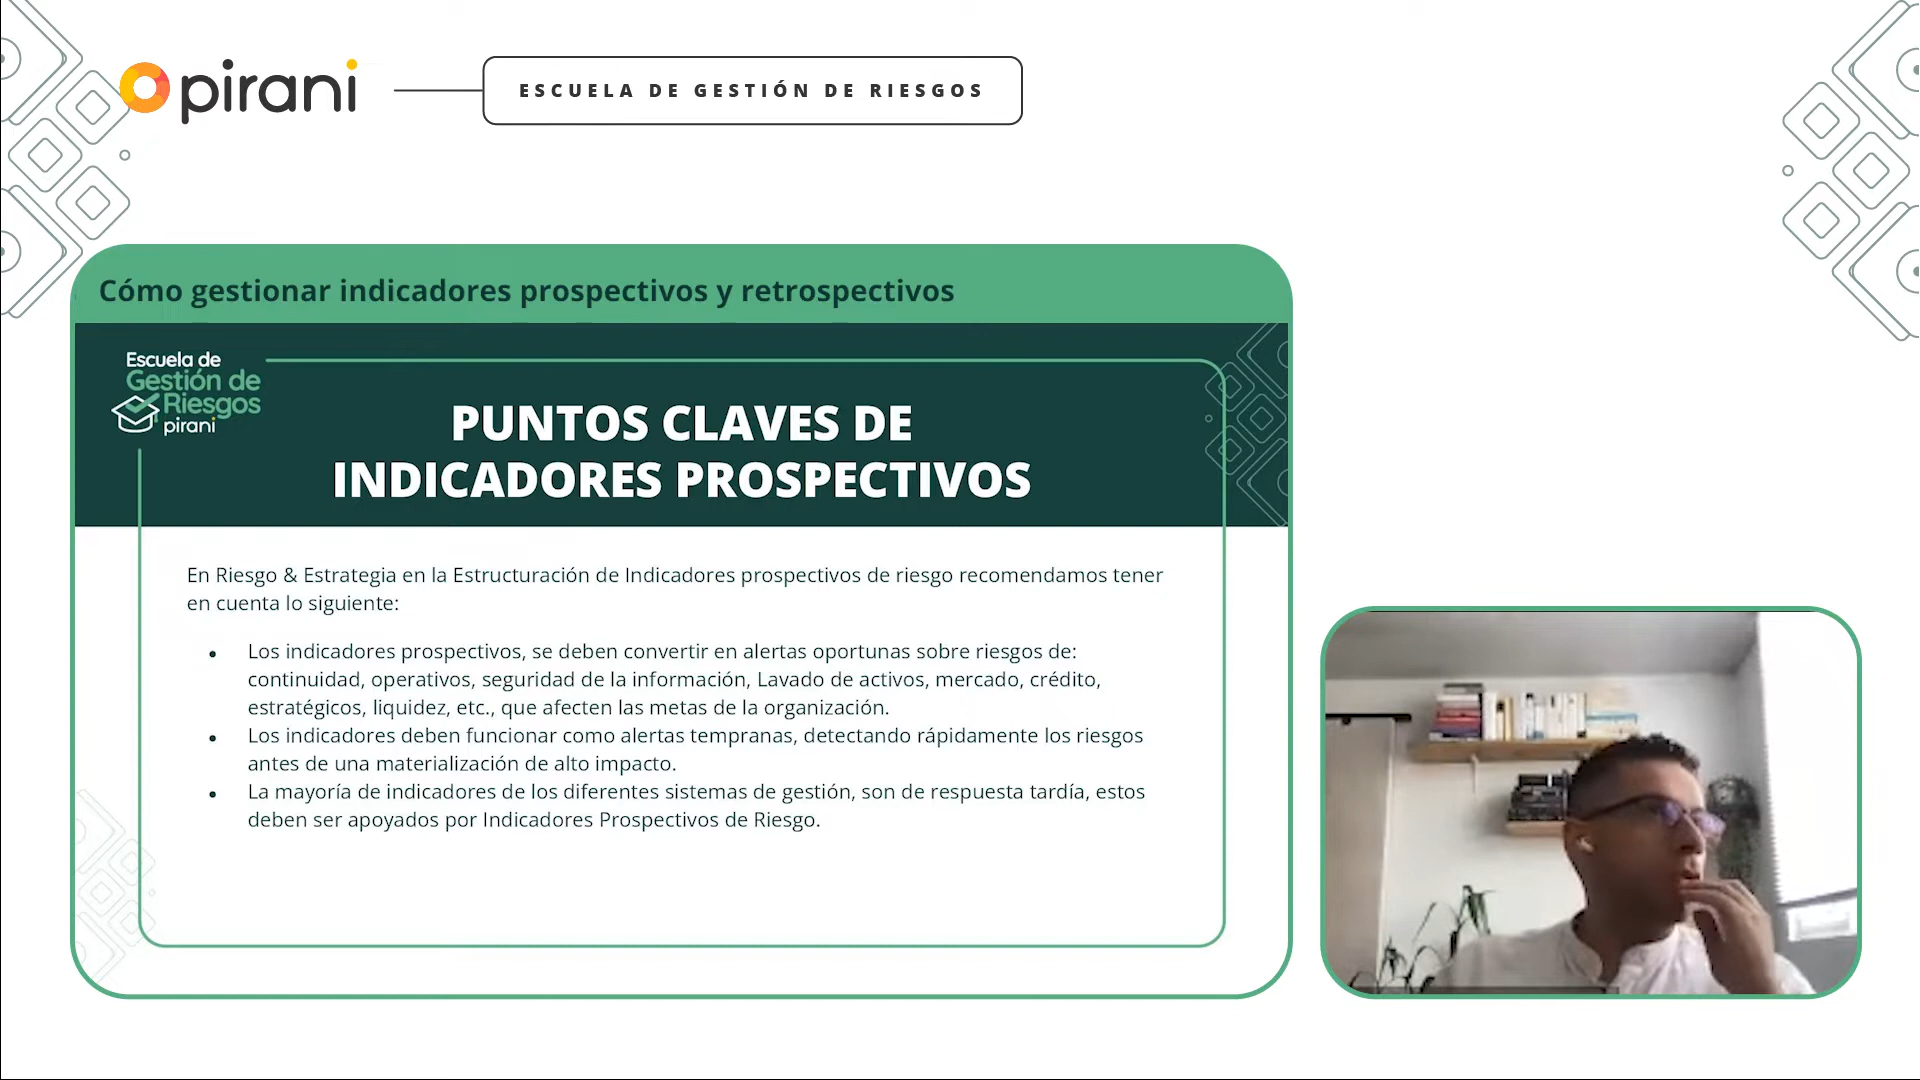 pirani
ESCUELA DE GESTIÓN DE RIESGOS
Cómo gestionar indicadores prospectivos y retrospectivos
Escuela de
Gestión de
Riesgos
pirani
PUNTOS CLAVES DE
INDICADORES PROSPECTIVOS
En Riesgo & Estrategia en la Estructuración de Indicadores prospectivos de riesgo recomendamos tener
en cuenta lo siguiente:
• Los indicadores prospectivos, se deben convertir en alertas oportunas sobre riesgos de:
continuidad, operativos, seguridad de la información, Lavado de activos, mercado, crédito,
estratégicos, liquidez, etc., que afecten las metas de la organización.
• Los indicadores deben funcionar como alertas tempranas, detectando rápidamente los riesgos
antes de una materialización de alto impacto.
• La mayoría de indicadores de los diferentes sistemas de gestión, son de respuesta tardía, estos
deben ser apoyados por Indicadores Prospectivos de Riesgo.